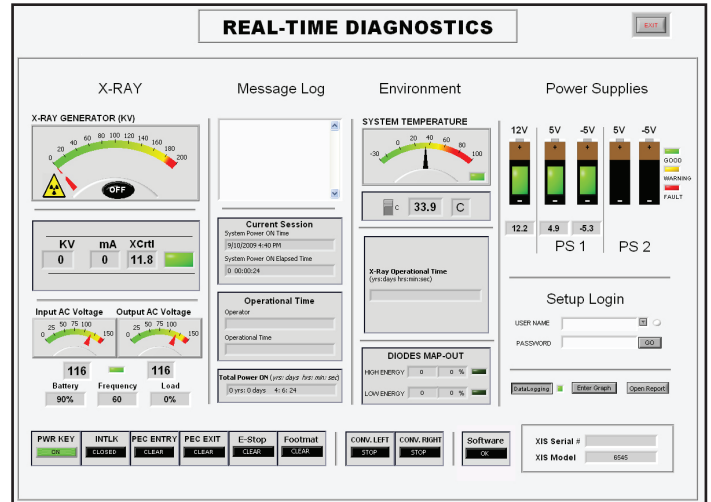 REAL-TIME DIAGNOSTICS
EXIT
X-RAY
Message Log
Environment
Power Supplies
X-RAY GENERATOR (KV)
0 20 40 60 80 100 120 140 160 180 200
OFF
SYSTEM TEMPERATURE
-30 0 20 40 60 80 100
12V 5V -5V 5V -5V
GOOD
WARNING
FAULT
C 33.9 C
12.2 4.9 -5.3
PS 1 PS 2
KV mA XCrtl
0 0 11.8
Current Session
System Power ON Time
9/10/2009 4:40 PM
System Power ON Elapsed Time
0 00:00:24
X-Ray Operational Time
(yrs:days hrs:min:sec)
Operational Time
Operator
Operational Time
Total Power ON (yrs: days hrs: min: sec)
0 yrs: 0 days 4: 6: 24
Input AC Voltage Output AC Voltage
0 25 50 75 100 150
0 25 50 75 100 150
116 116
Battery Frequency Load
90% 60 0%
DIODES MAP-OUT
HIGH ENERGY 0 0 %
LOW ENERGY 0 0 %
Setup Login
USER NAME
PASSWORD GO
DataLogging Enter Graph Open Report
PWR KEY INTLK PEC ENTRY PEC EXIT E-Stop Footmat
ON CLOSED CLEAR CLEAR CLEAR CLEAR
CONV. LEFT CONV. RIGHT
STOP STOP
Software
OK
XIS Serial #
XIS Model 6545